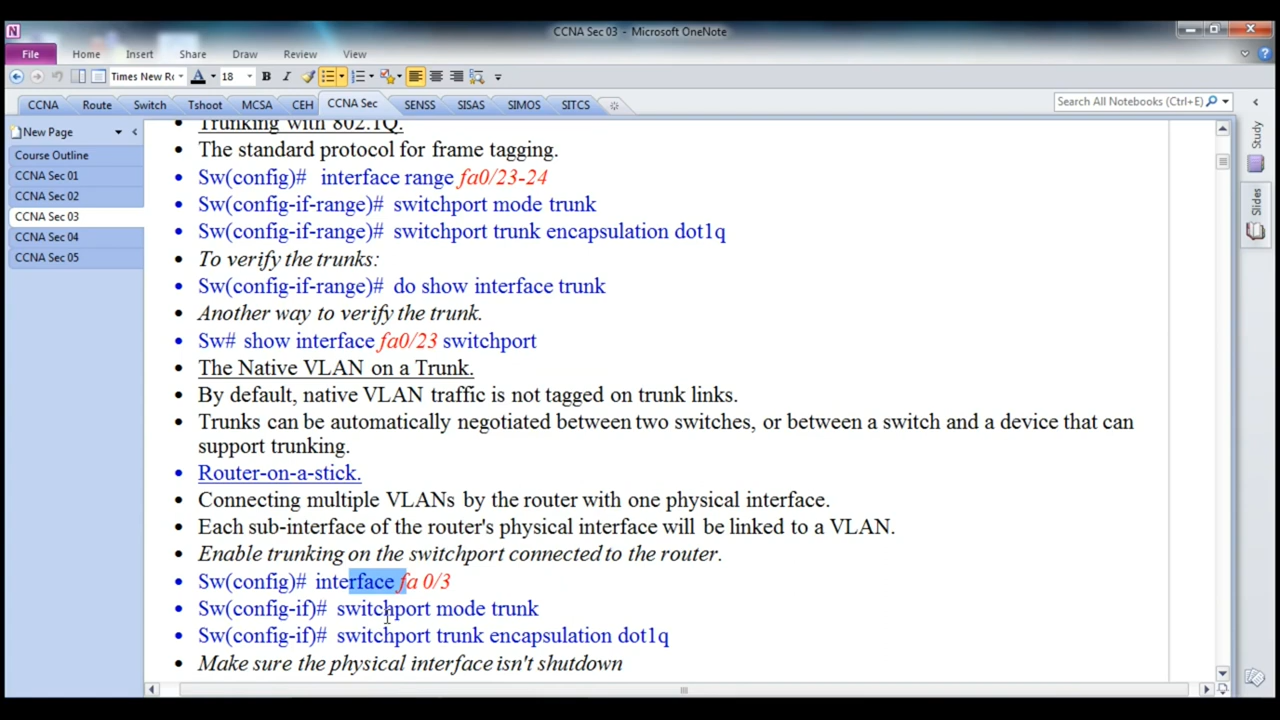 CCNA Sec 03 - Microsoft OneNote
File Home Insert Share Draw Review View
Times New Ro 18 B I
CCNA Route Switch Tshoot MCSA CEH CCNA Sec SENSS SISAS SIMOS SITCS
Search All Notebooks (Ctrl+E)
New Page
Course Outline
CCNA Sec 01
CCNA Sec 02
CCNA Sec 03
CCNA Sec 04
CCNA Sec 05
Trunking with 802.1Q.
The standard protocol for frame tagging.
Sw(config)# interface range fa0/23-24
Sw(config-if-range)# switchport mode trunk
Sw(config-if-range)# switchport trunk encapsulation dot1q
To verify the trunks:
Sw(config-if-range)# do show interface trunk
Another way to verify the trunk.
Sw# show interface fa0/23 switchport
The Native VLAN on a Trunk.
By default, native VLAN traffic is not tagged on trunk links.
Trunks can be automatically negotiated between two switches, or between a switch and a device that can
support trunking.
Router-on-a-stick.
Connecting multiple VLANs by the router with one physical interface.
Each sub-interface of the router's physical interface will be linked to a VLAN.
Enable trunking on the switchport connected to the router.
Sw(config)# interface fa 0/3
Sw(config-if)# switchport mode trunk
Sw(config-if)# switchport trunk encapsulation dot1q
Make sure the physical interface isn't shutdown
Study
Slides